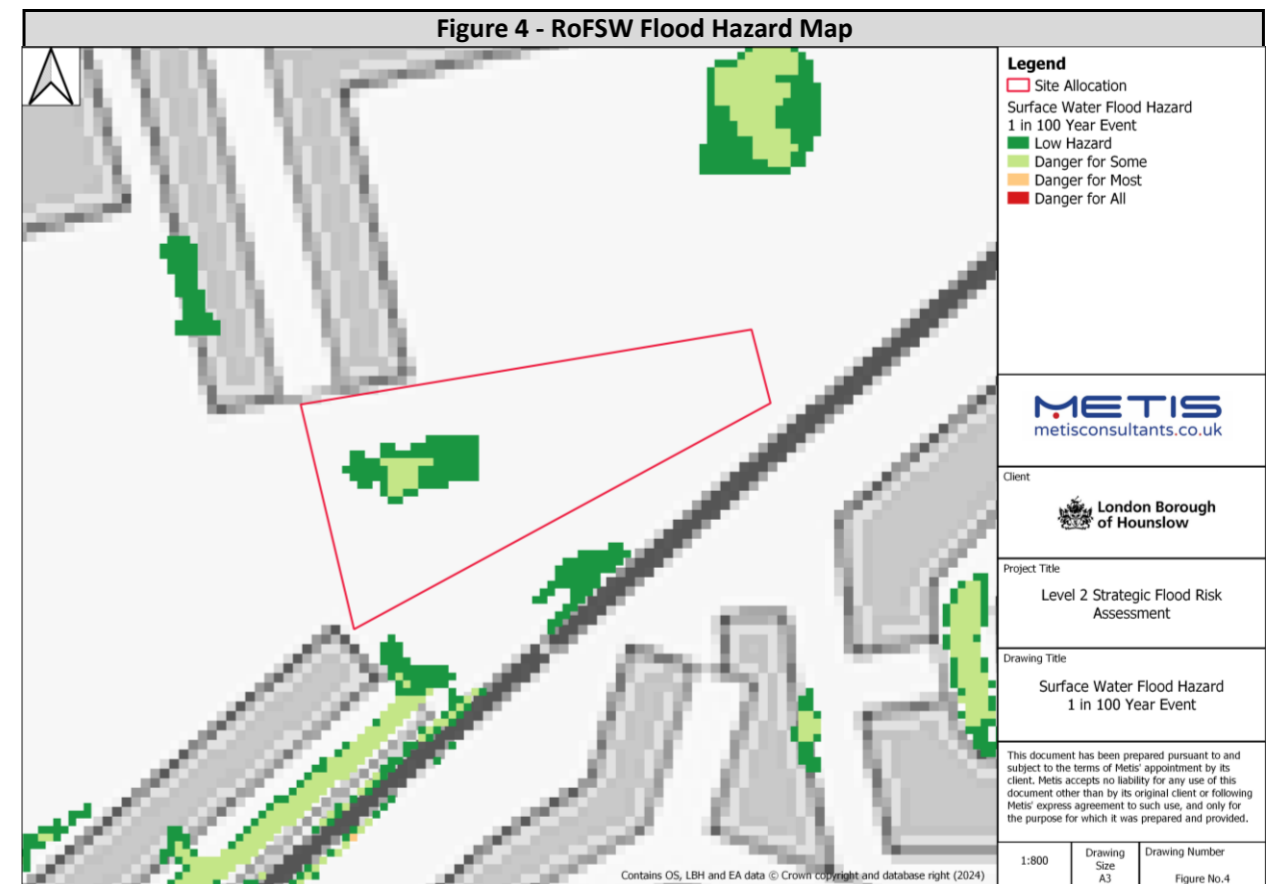 Figure 4 - RoFSW Flood Hazard Map
Legend
Site Allocation
Surface Water Flood Hazard
1 in 100 Year Event
Low Hazard
Danger for Some
Danger for Most
Danger for All
METIS
metisconsultants.co.uk
Client
London Borough
of Hounslow
Project Title
Level 2 Strategic Flood Risk
Assessment
Drawing Title
Surface Water Flood Hazard
1 in 100 Year Event
This document has been prepared pursuant to and
subject to the terms of Metis' appointment by its
client. Metis accepts no liability for any use of this
document other than by its original client or following
Metis' express agreement to such use, and only for
the purpose for which it was prepared and provided.
1:800
Drawing
Size
A3
Drawing Number
Figure No.4
Contains OS, LBH and EA data © Crown copyright and database right (2024)